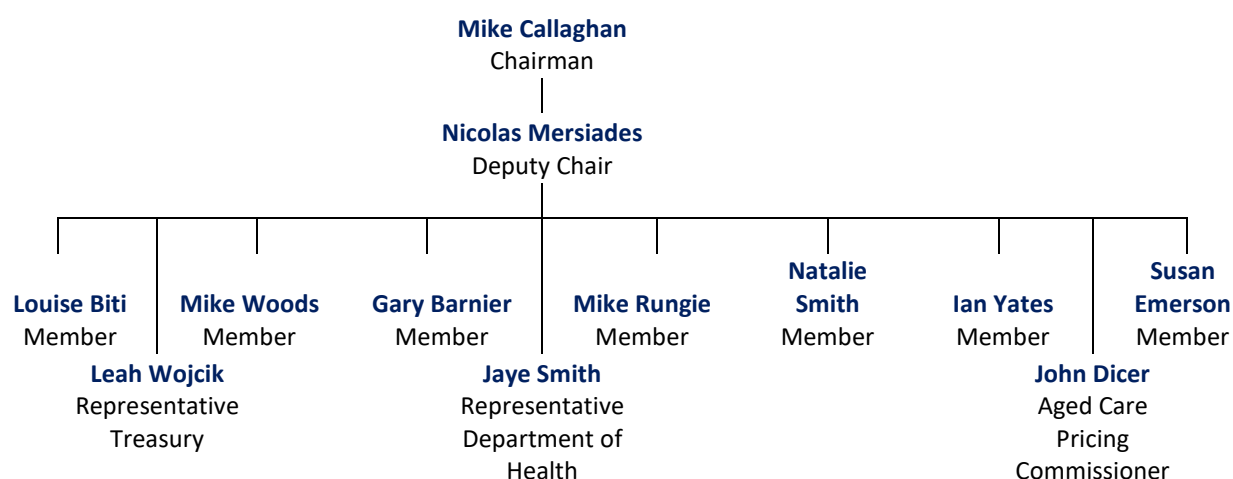 Mike Callaghan
Chairman
Nicolas Mersiades
Deputy Chair
Louise Biti
Member
Mike Woods
Member
Gary Barnier
Member
Mike Rungie
Member
Natalie
Smith
Member
Ian Yates
Member
Susan
Emerson
Member
Leah Wojcik
Representative
Treasury
Jaye Smith
Representative
Department of
Health
John Dicer
Aged Care
Pricing
Commissioner